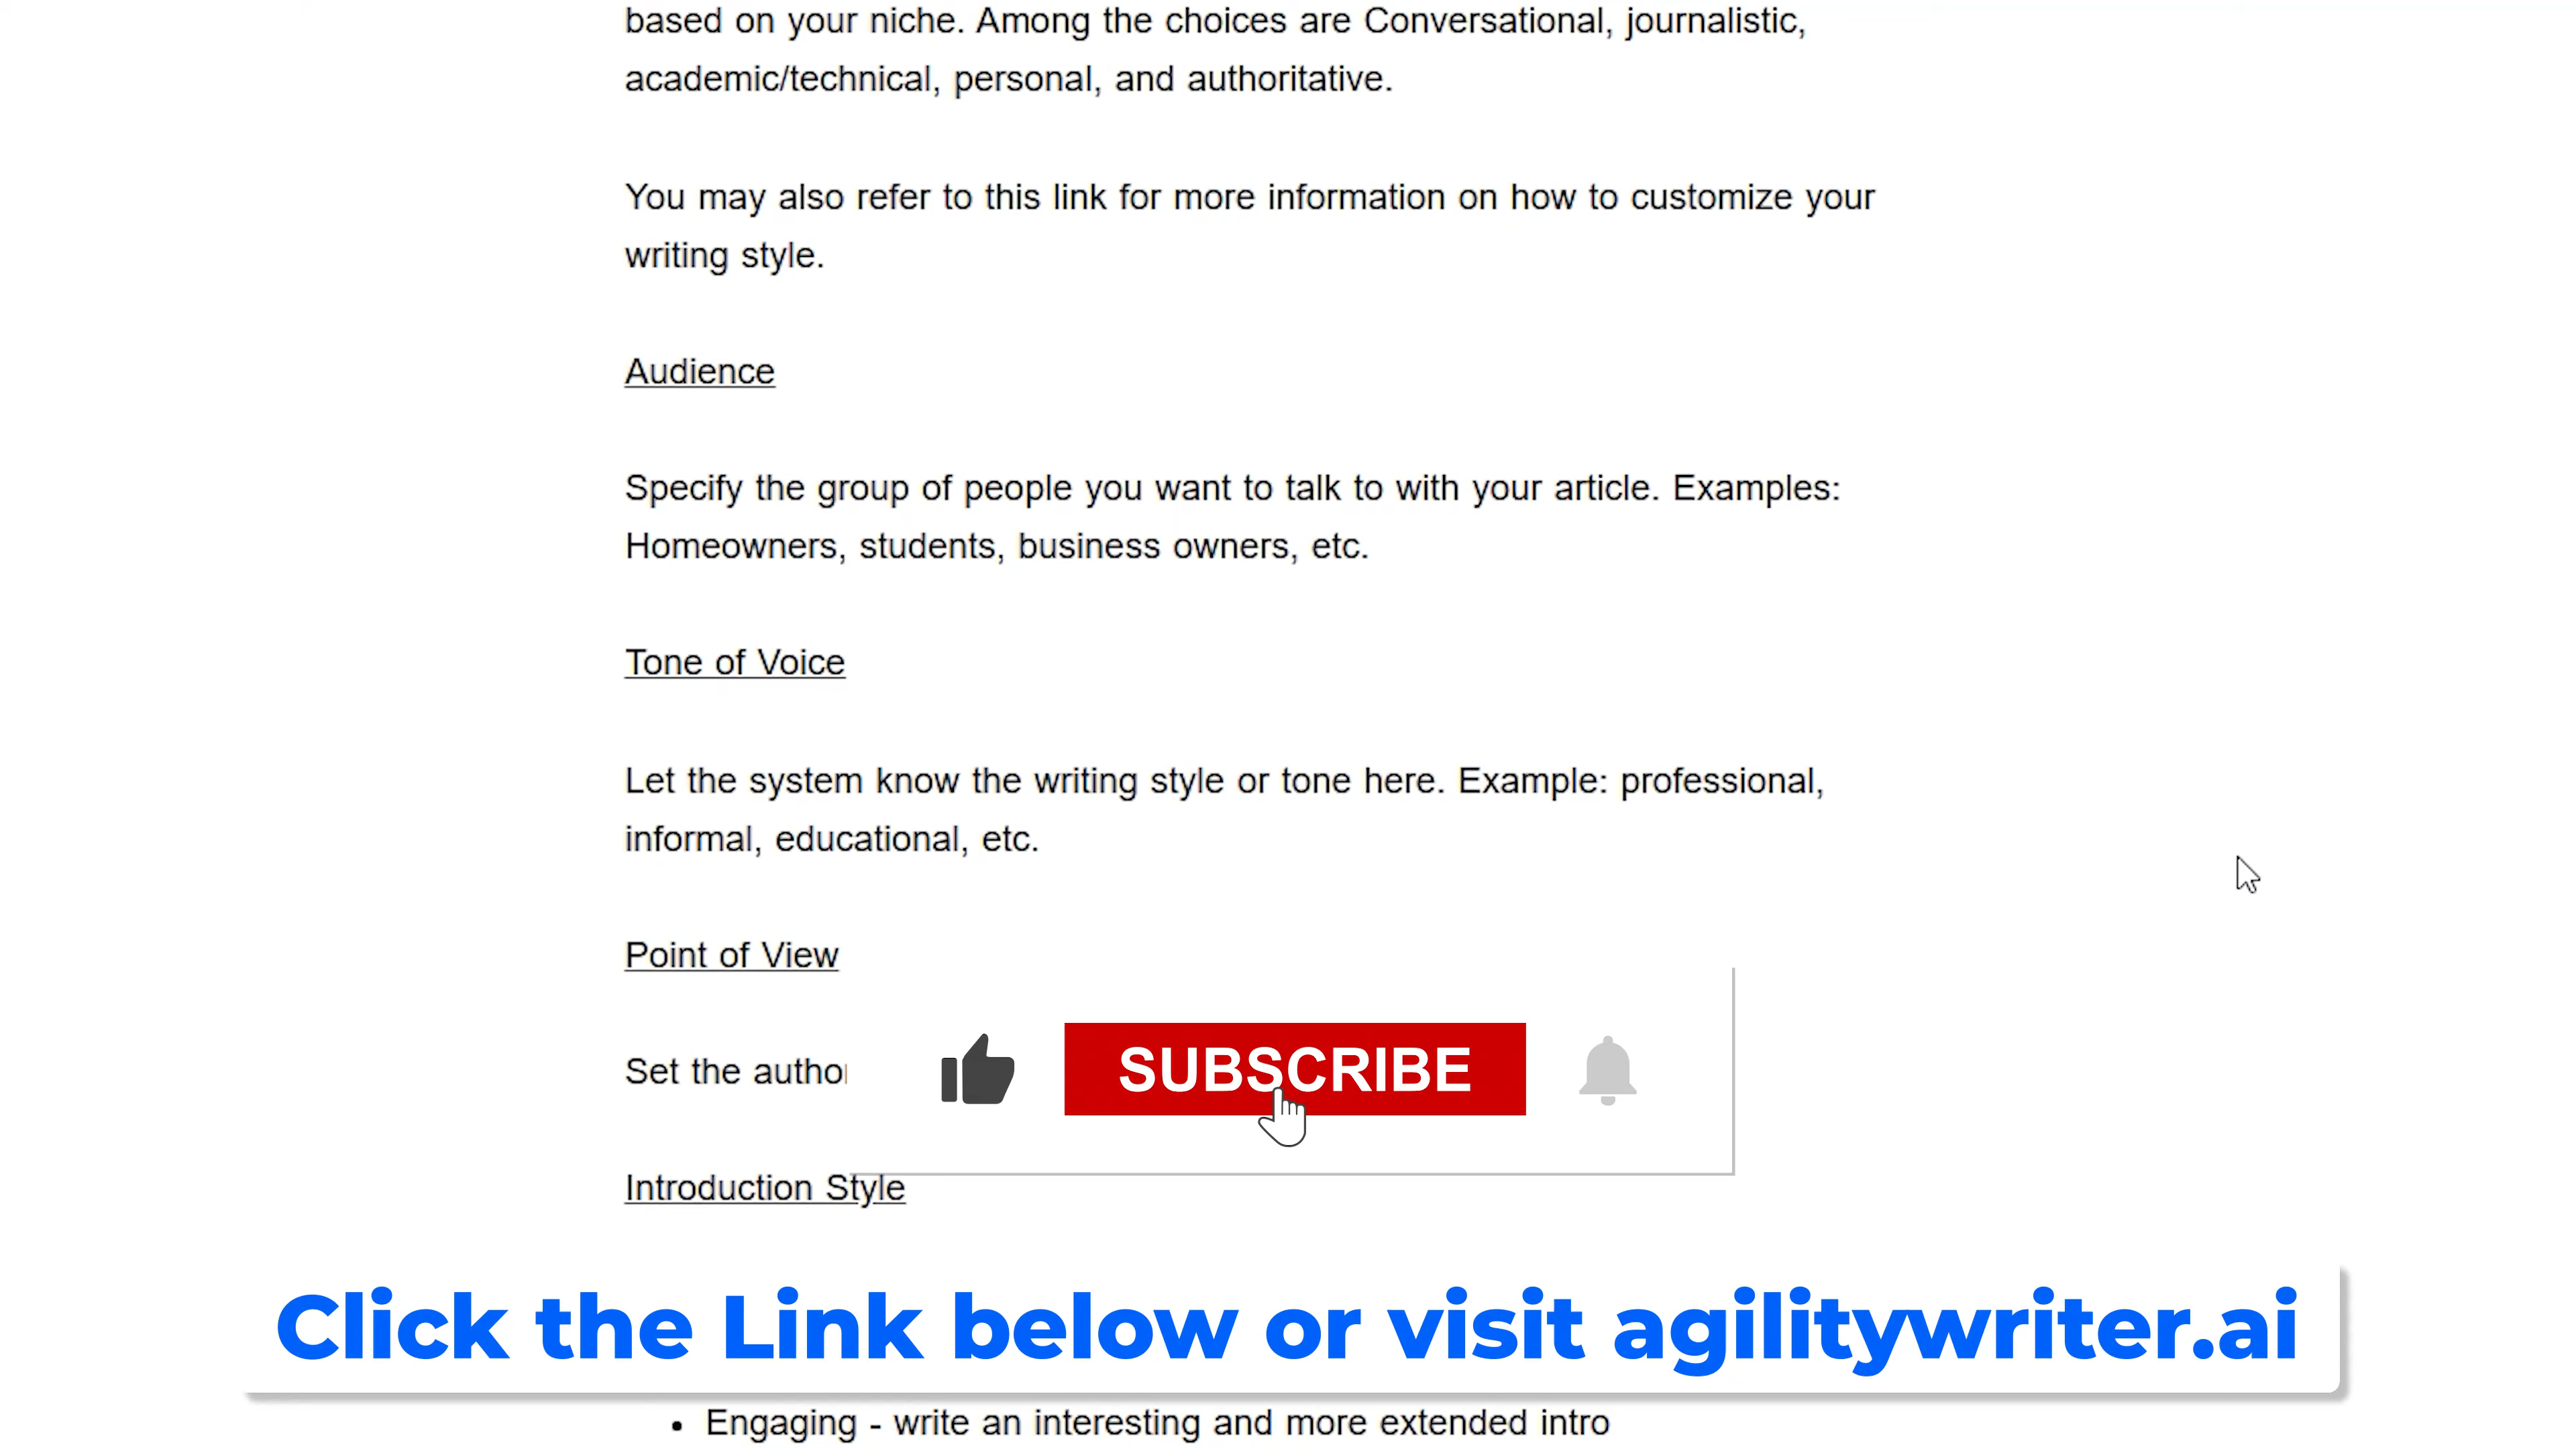 based on your niche. Among the choices are Conversational, journalistic,
academic/technical, personal, and authoritative.
You may also refer to this link for more information on how to customize your
writing style.
Audience
Specify the group of people you want to talk to with your article. Examples:
Homeowners, students, business owners, etc.
Tone of Voice
Let the system know the writing style or tone here. Example: professional,
informal, educational, etc.
Point of View
Set the author
SUBSCRIBE
Introduction Style
Click the Link below or visit agilitywriter.ai
• Engaging - write an interesting and more extended intro